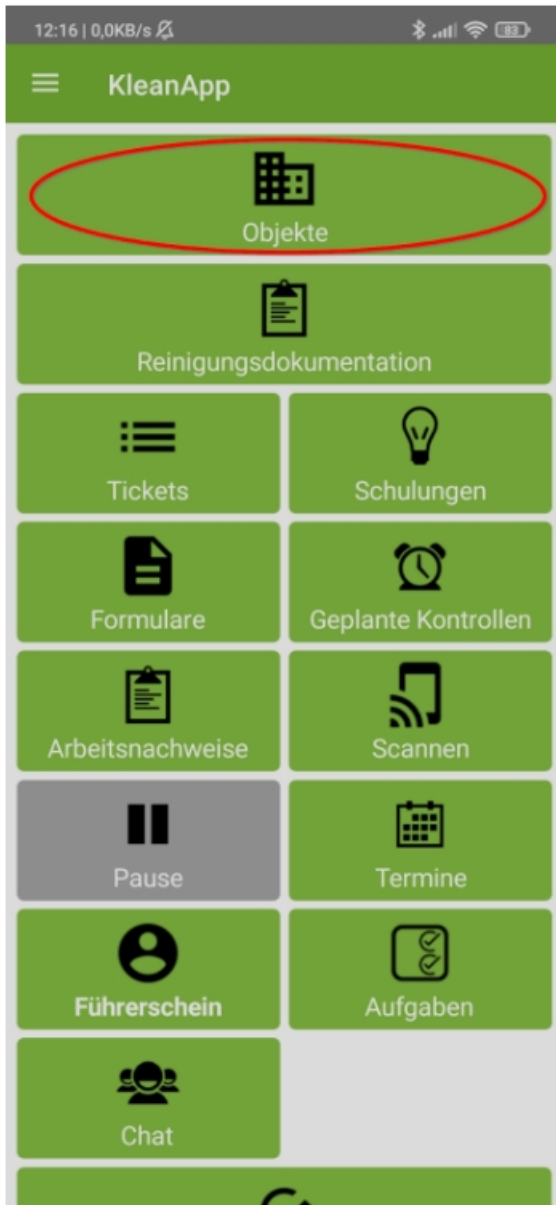 12:16 | 0,0KB/s
83
KleanApp
Objekte
Reinigungsdokumentation
Tickets
Schulungen
Formulare
Geplante Kontrollen
Arbeitsnachweise
Scannen
Pause
Termine
Führerschein
Aufgaben
Chat